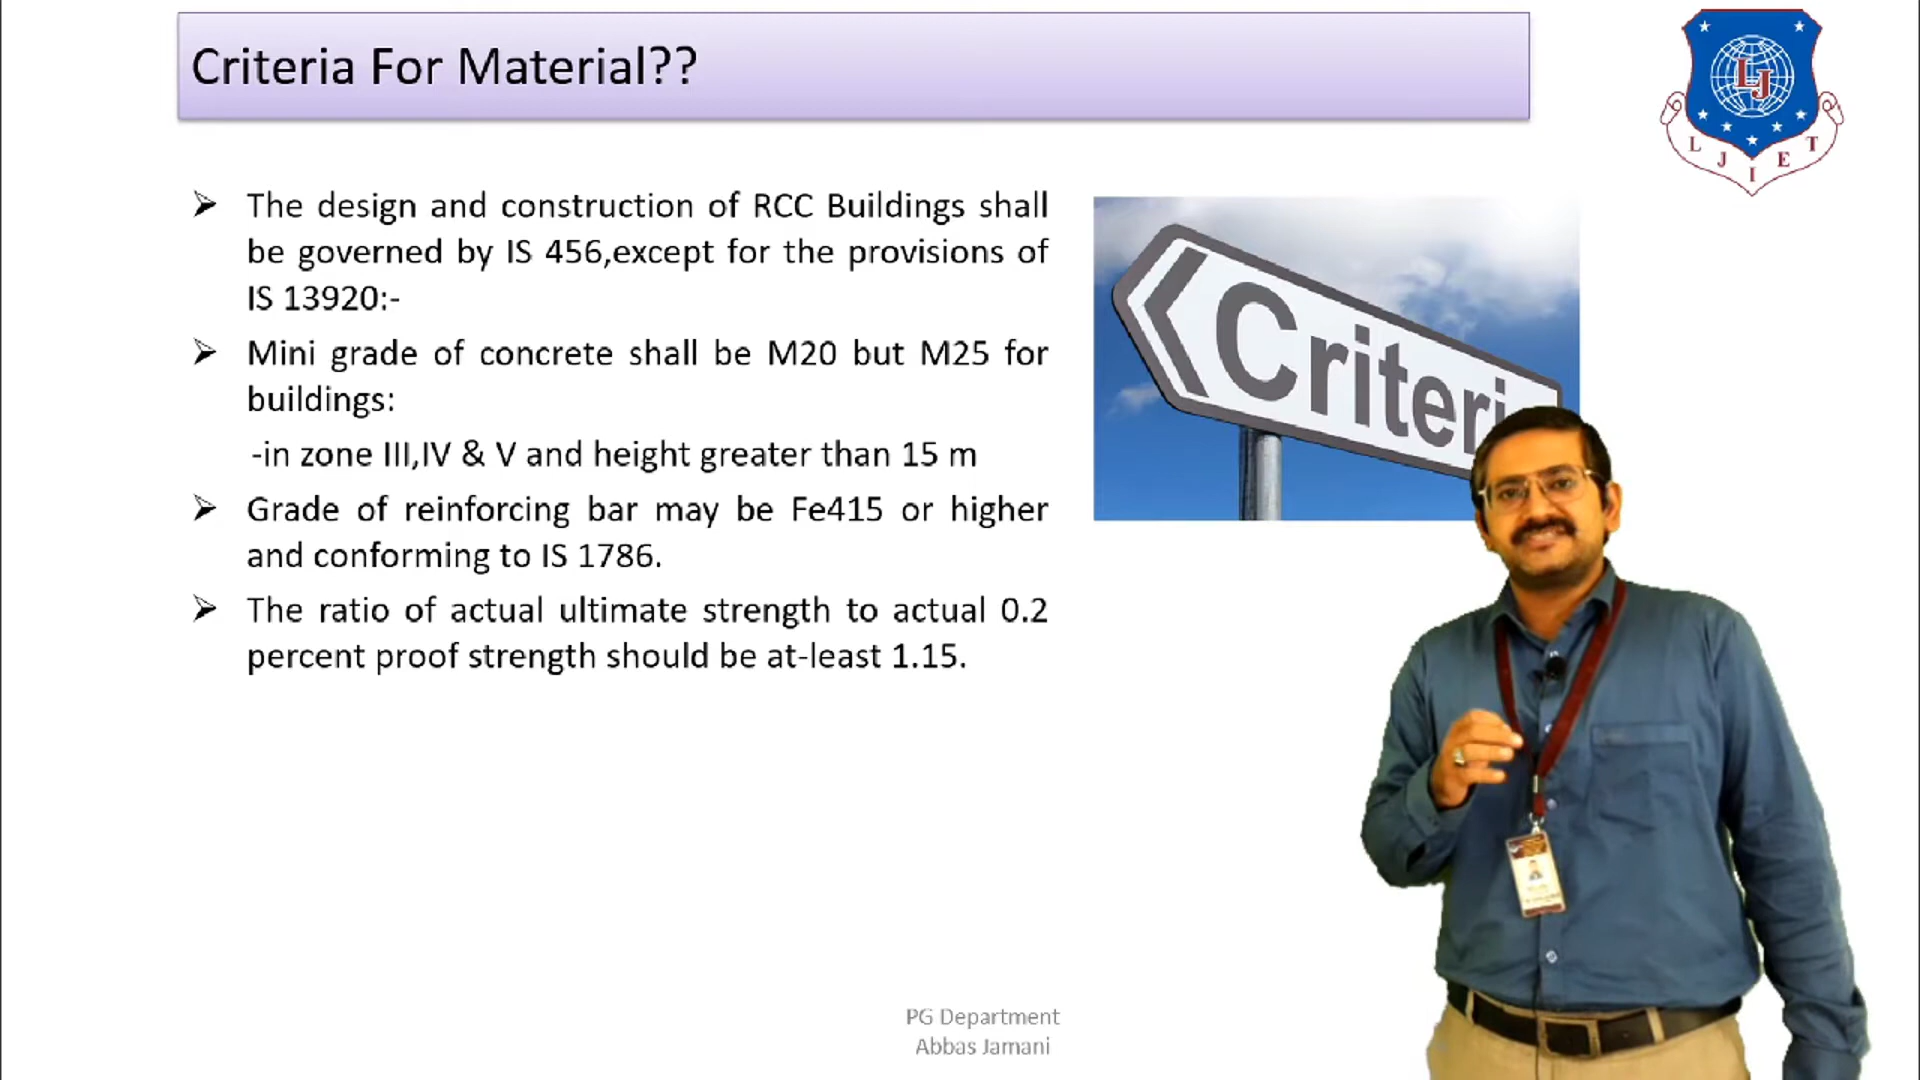 Criteria For Material??
L J I E T
LJ
The design and construction of RCC Buildings shall
be governed by IS 456,except for the provisions of
IS 13920:-
Mini grade of concrete shall be M20 but M25 for
buildings:
-in zone III,IV & V and height greater than 15 m
Grade of reinforcing bar may be Fe415 or higher
and conforming to IS 1786.
The ratio of actual ultimate strength to actual 0.2
percent proof strength should be at-least 1.15.
Criteri
PG Department
Abbas Jamani